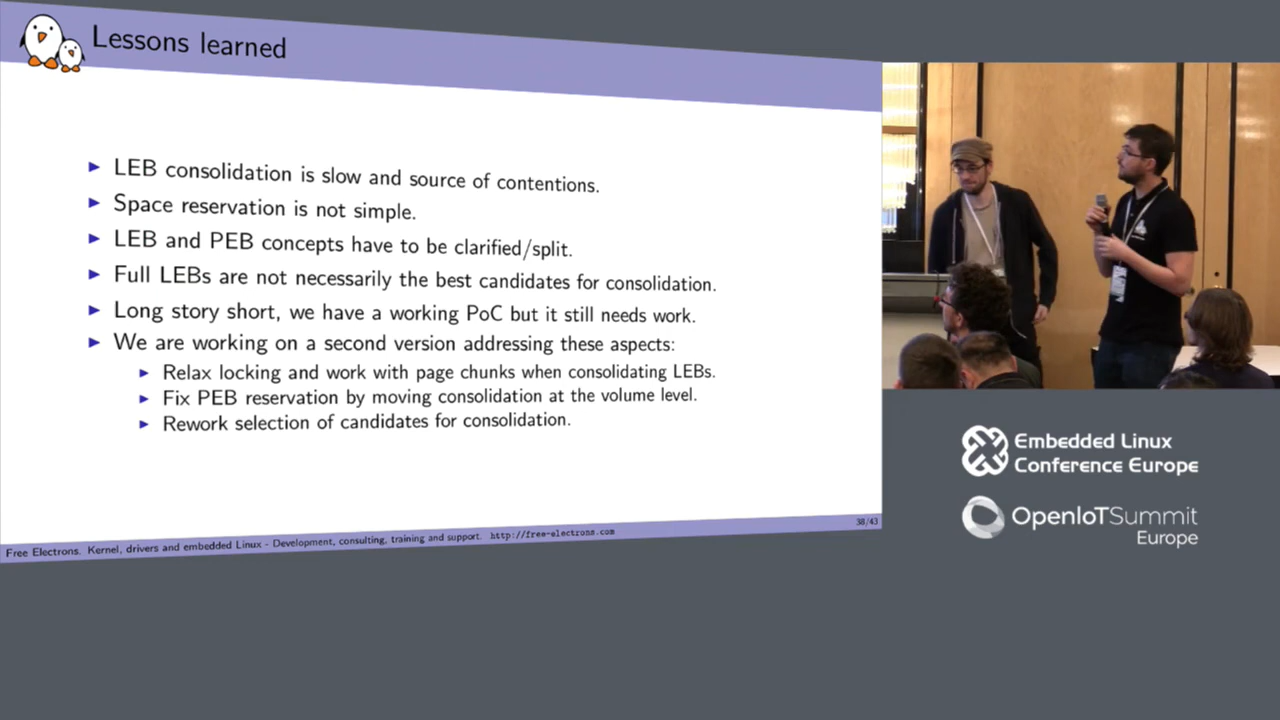 Lessons learned
▶ LEB consolidation is slow and source of contentions.
▶ Space reservation is not simple.
▶ LEB and PEB concepts have to be clarified/split.
▶ Full LEBs are not necessarily the best candidates for consolidation.
▶ Long story short, we have a working PoC but it still needs work.
▶ We are working on a second version addressing these aspects:
▶ Relax locking and work with page chunks when consolidating LEBs.
▶ Fix PEB reservation by moving consolidation at the volume level.
▶ Rework selection of candidates for consolidation.
38/43
Free Electrons. Kernel, drivers and embedded Linux - Development, consulting, training and support. http://free-electrons.com
Embedded Linux
Conference Europe
OpenIoTSummit
Europe